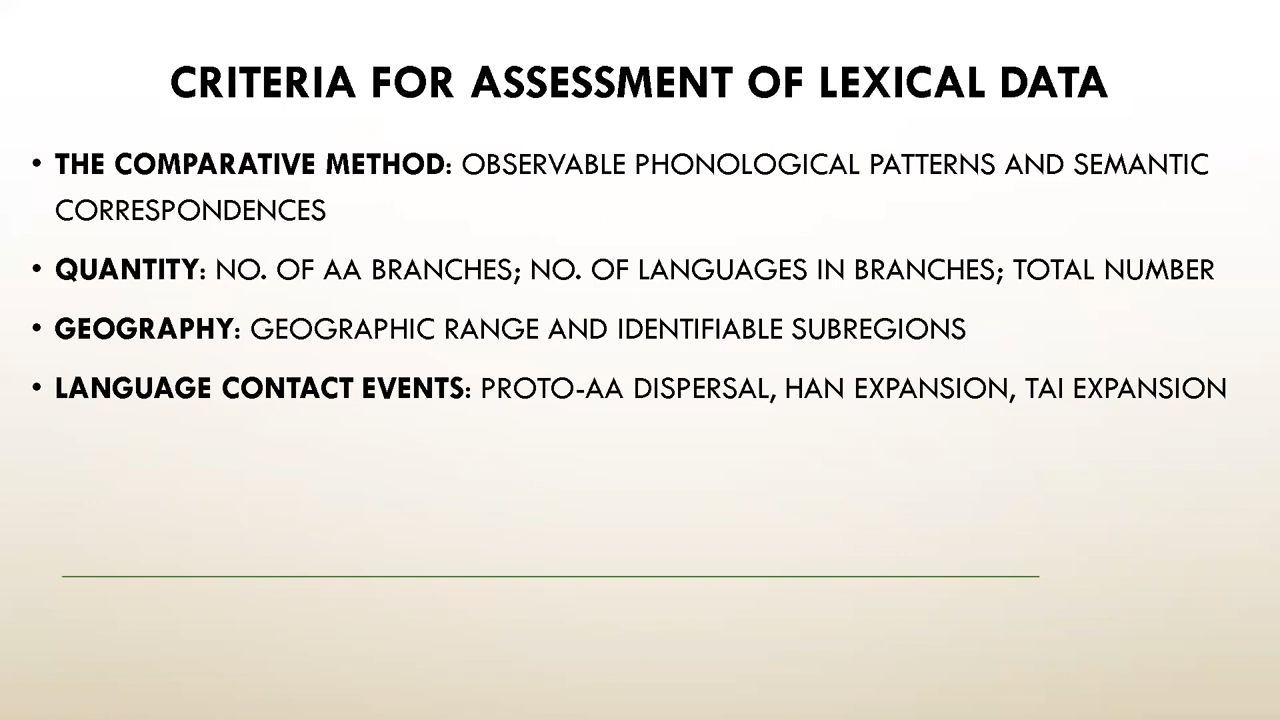 CRITERIA FOR ASSESSMENT OF LEXICAL DATA
• THE COMPARATIVE METHOD: OBSERVABLE PHONOLOGICAL PATTERNS AND SEMANTIC
CORRESPONDENCES
• QUANTITY: NO. OF AA BRANCHES; NO. OF LANGUAGES IN BRANCHES; TOTAL NUMBER
• GEOGRAPHY: GEOGRAPHIC RANGE AND IDENTIFIABLE SUBREGIONS
• LANGUAGE CONTACT EVENTS: PROTO-AA DISPERSAL, HAN EXPANSION, TAI EXPANSION